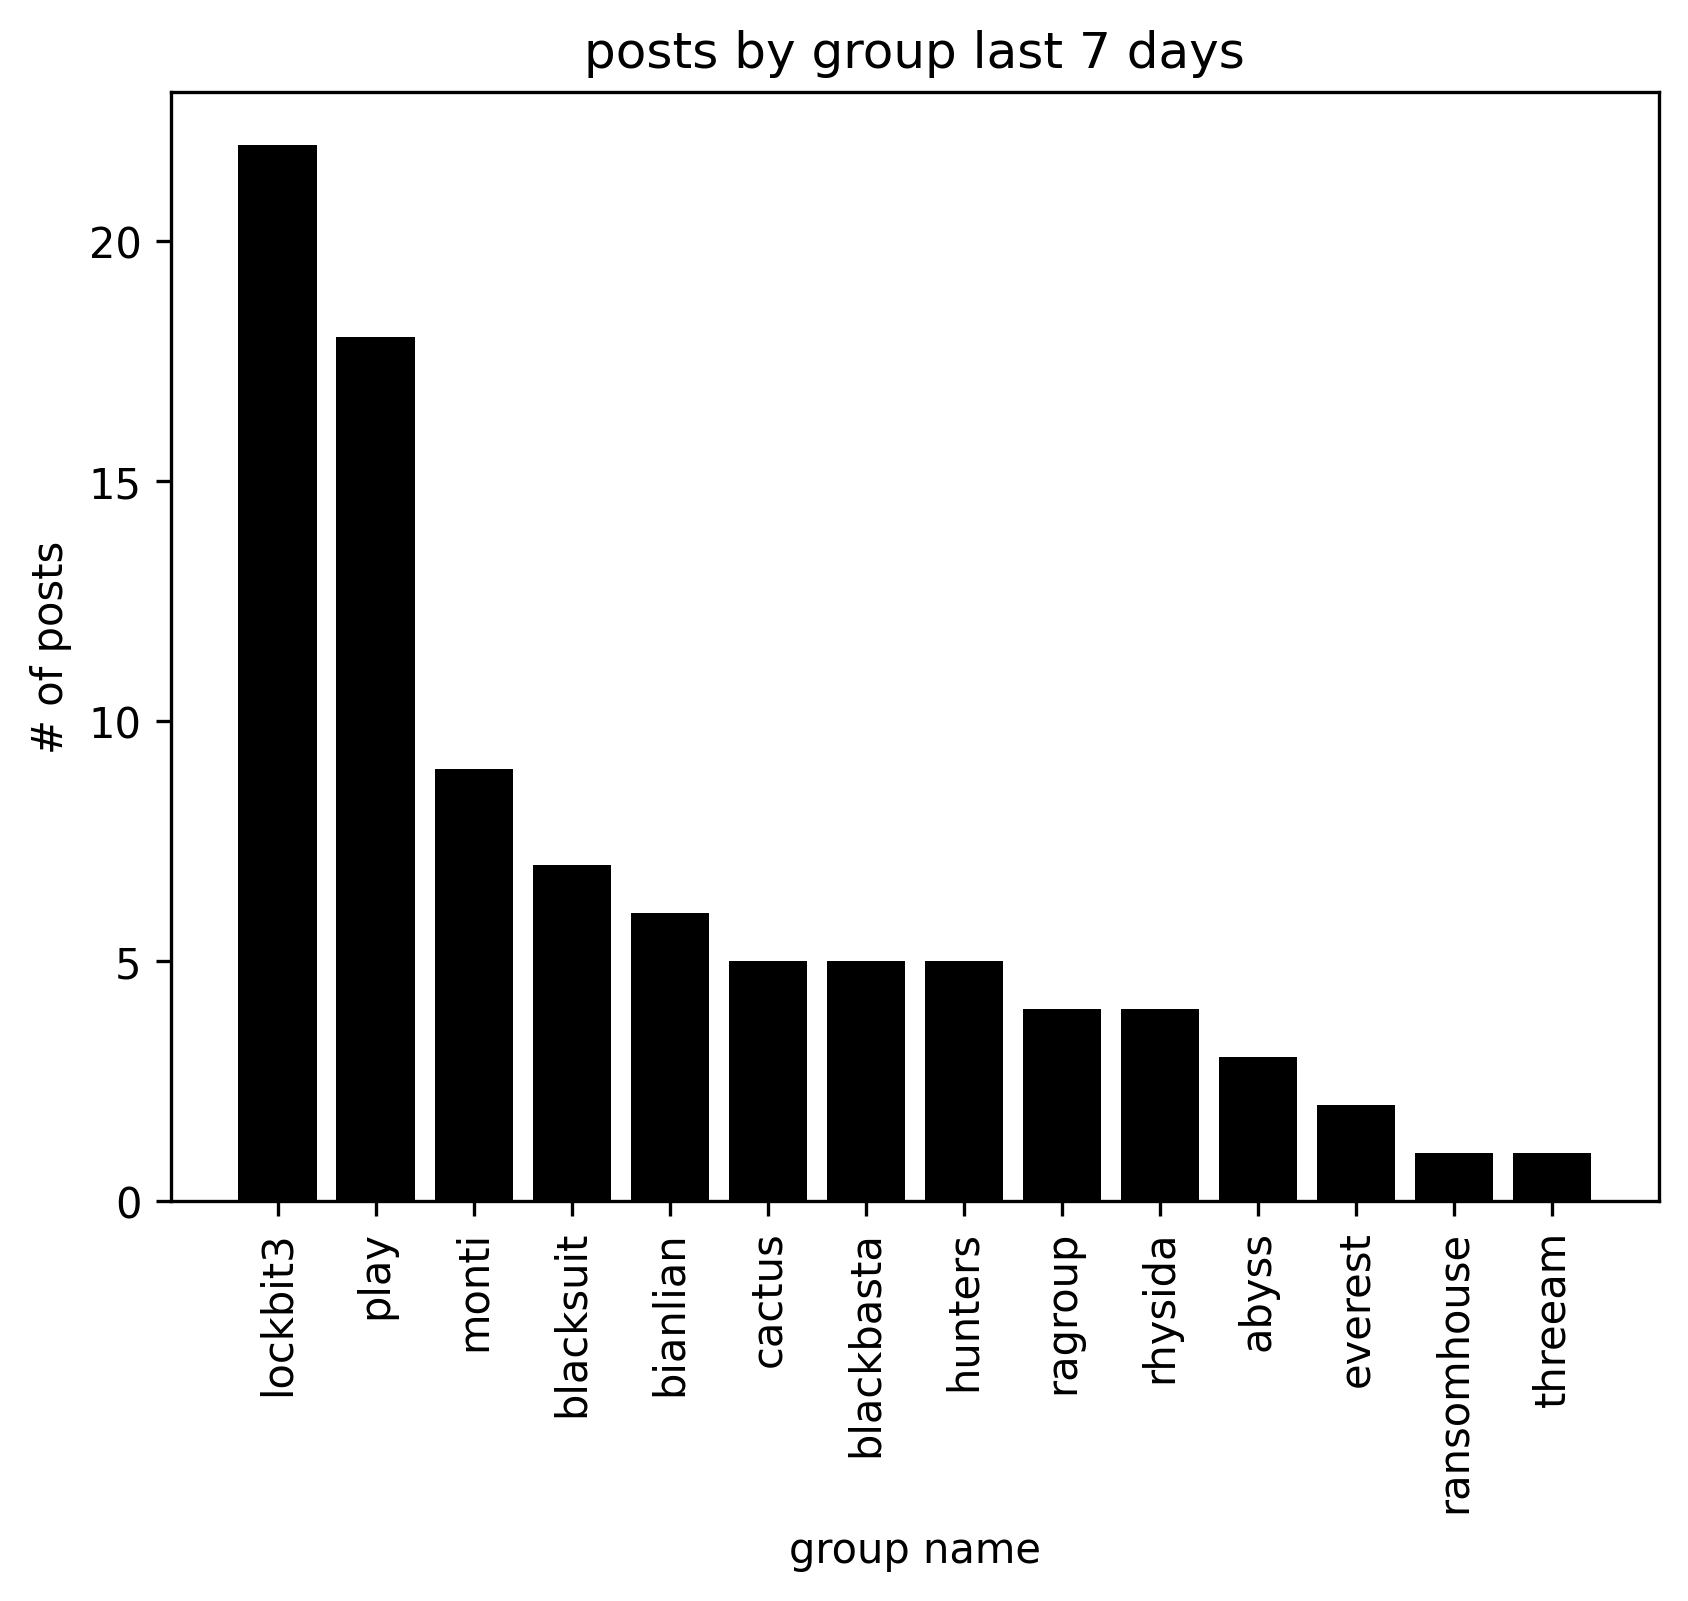 posts by group last 7 days
# of posts
20
15
10
5
0
lockbit3
play
monti
blacksuit
bianlian
cactus
blackbasta
hunters
ragroup
rhysida
abyss
everest
ransomhouse
threeam
group name